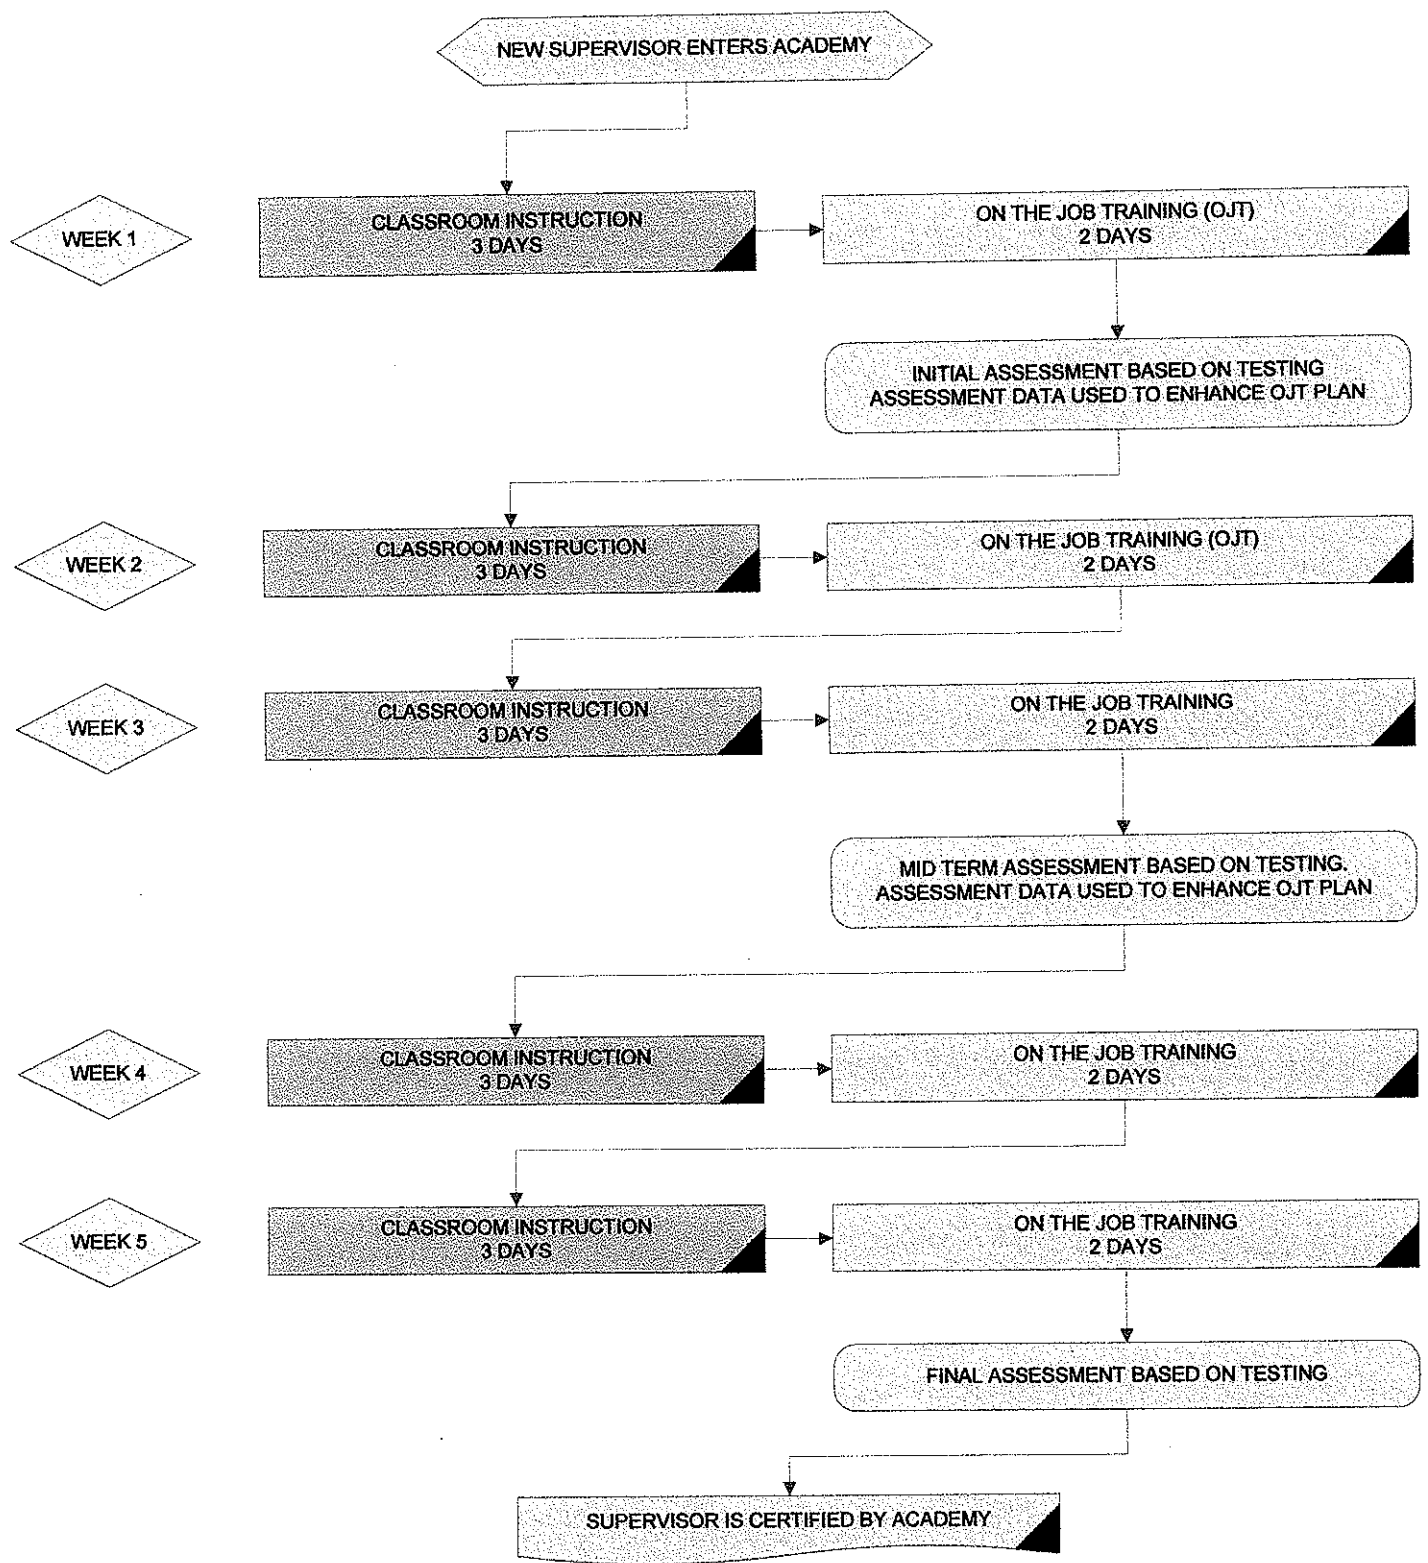 NEW SUPERVISOR ENTERS ACADEMY
WEEK 1
CLASSROOM INSTRUCTION
3 DAYS
ON THE JOB TRAINING (OJT)
2 DAYS
INITIAL ASSESSMENT BASED ON TESTING
ASSESSMENT DATA USED TO ENHANCE OJT PLAN
WEEK 2
CLASSROOM INSTRUCTION
3 DAYS
ON THE JOB TRAINING (OJT)
2 DAYS
WEEK 3
CLASSROOM INSTRUCTION
3 DAYS
ON THE JOB TRAINING
2 DAYS
MID TERM ASSESSMENT BASED ON TESTING.
ASSESSMENT DATA USED TO ENHANCE OJT PLAN
WEEK 4
CLASSROOM INSTRUCTION
3 DAYS
ON THE JOB TRAINING
2 DAYS
WEEK 5
CLASSROOM INSTRUCTION
3 DAYS
ON THE JOB TRAINING
2 DAYS
FINAL ASSESSMENT BASED ON TESTING
SUPERVISOR IS CERTIFIED BY ACADEMY